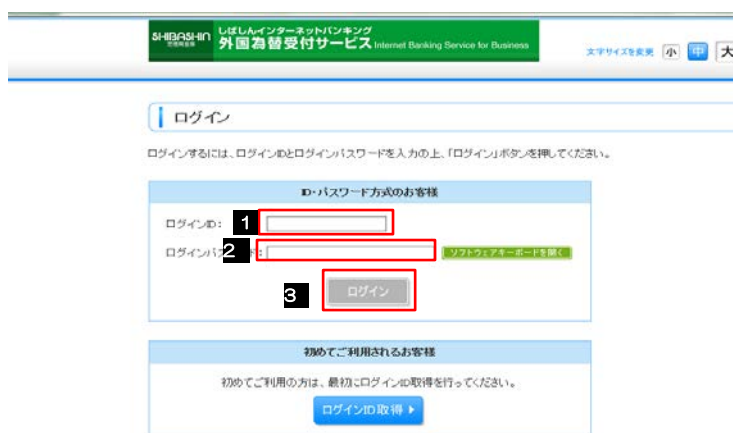 SHIBASHIN しばしんインターネットバンキング
外国為替受付サービス Internet Banking Service for Business
文字サイズを変更 小 中 大
ログイン
ログインするには、ログインIDとログインパスワードを入力の上、「ログイン」ボタンを押してください。
ID・パスワード方式のお客様
ログインID: 1
ログインパス 2 ド:
ソフトウェアキーボードを開く
3 ログイン
初めてご利用されるお客様
初めてご利用の方は、最初にログインID取得を行ってください。
ログインID取得